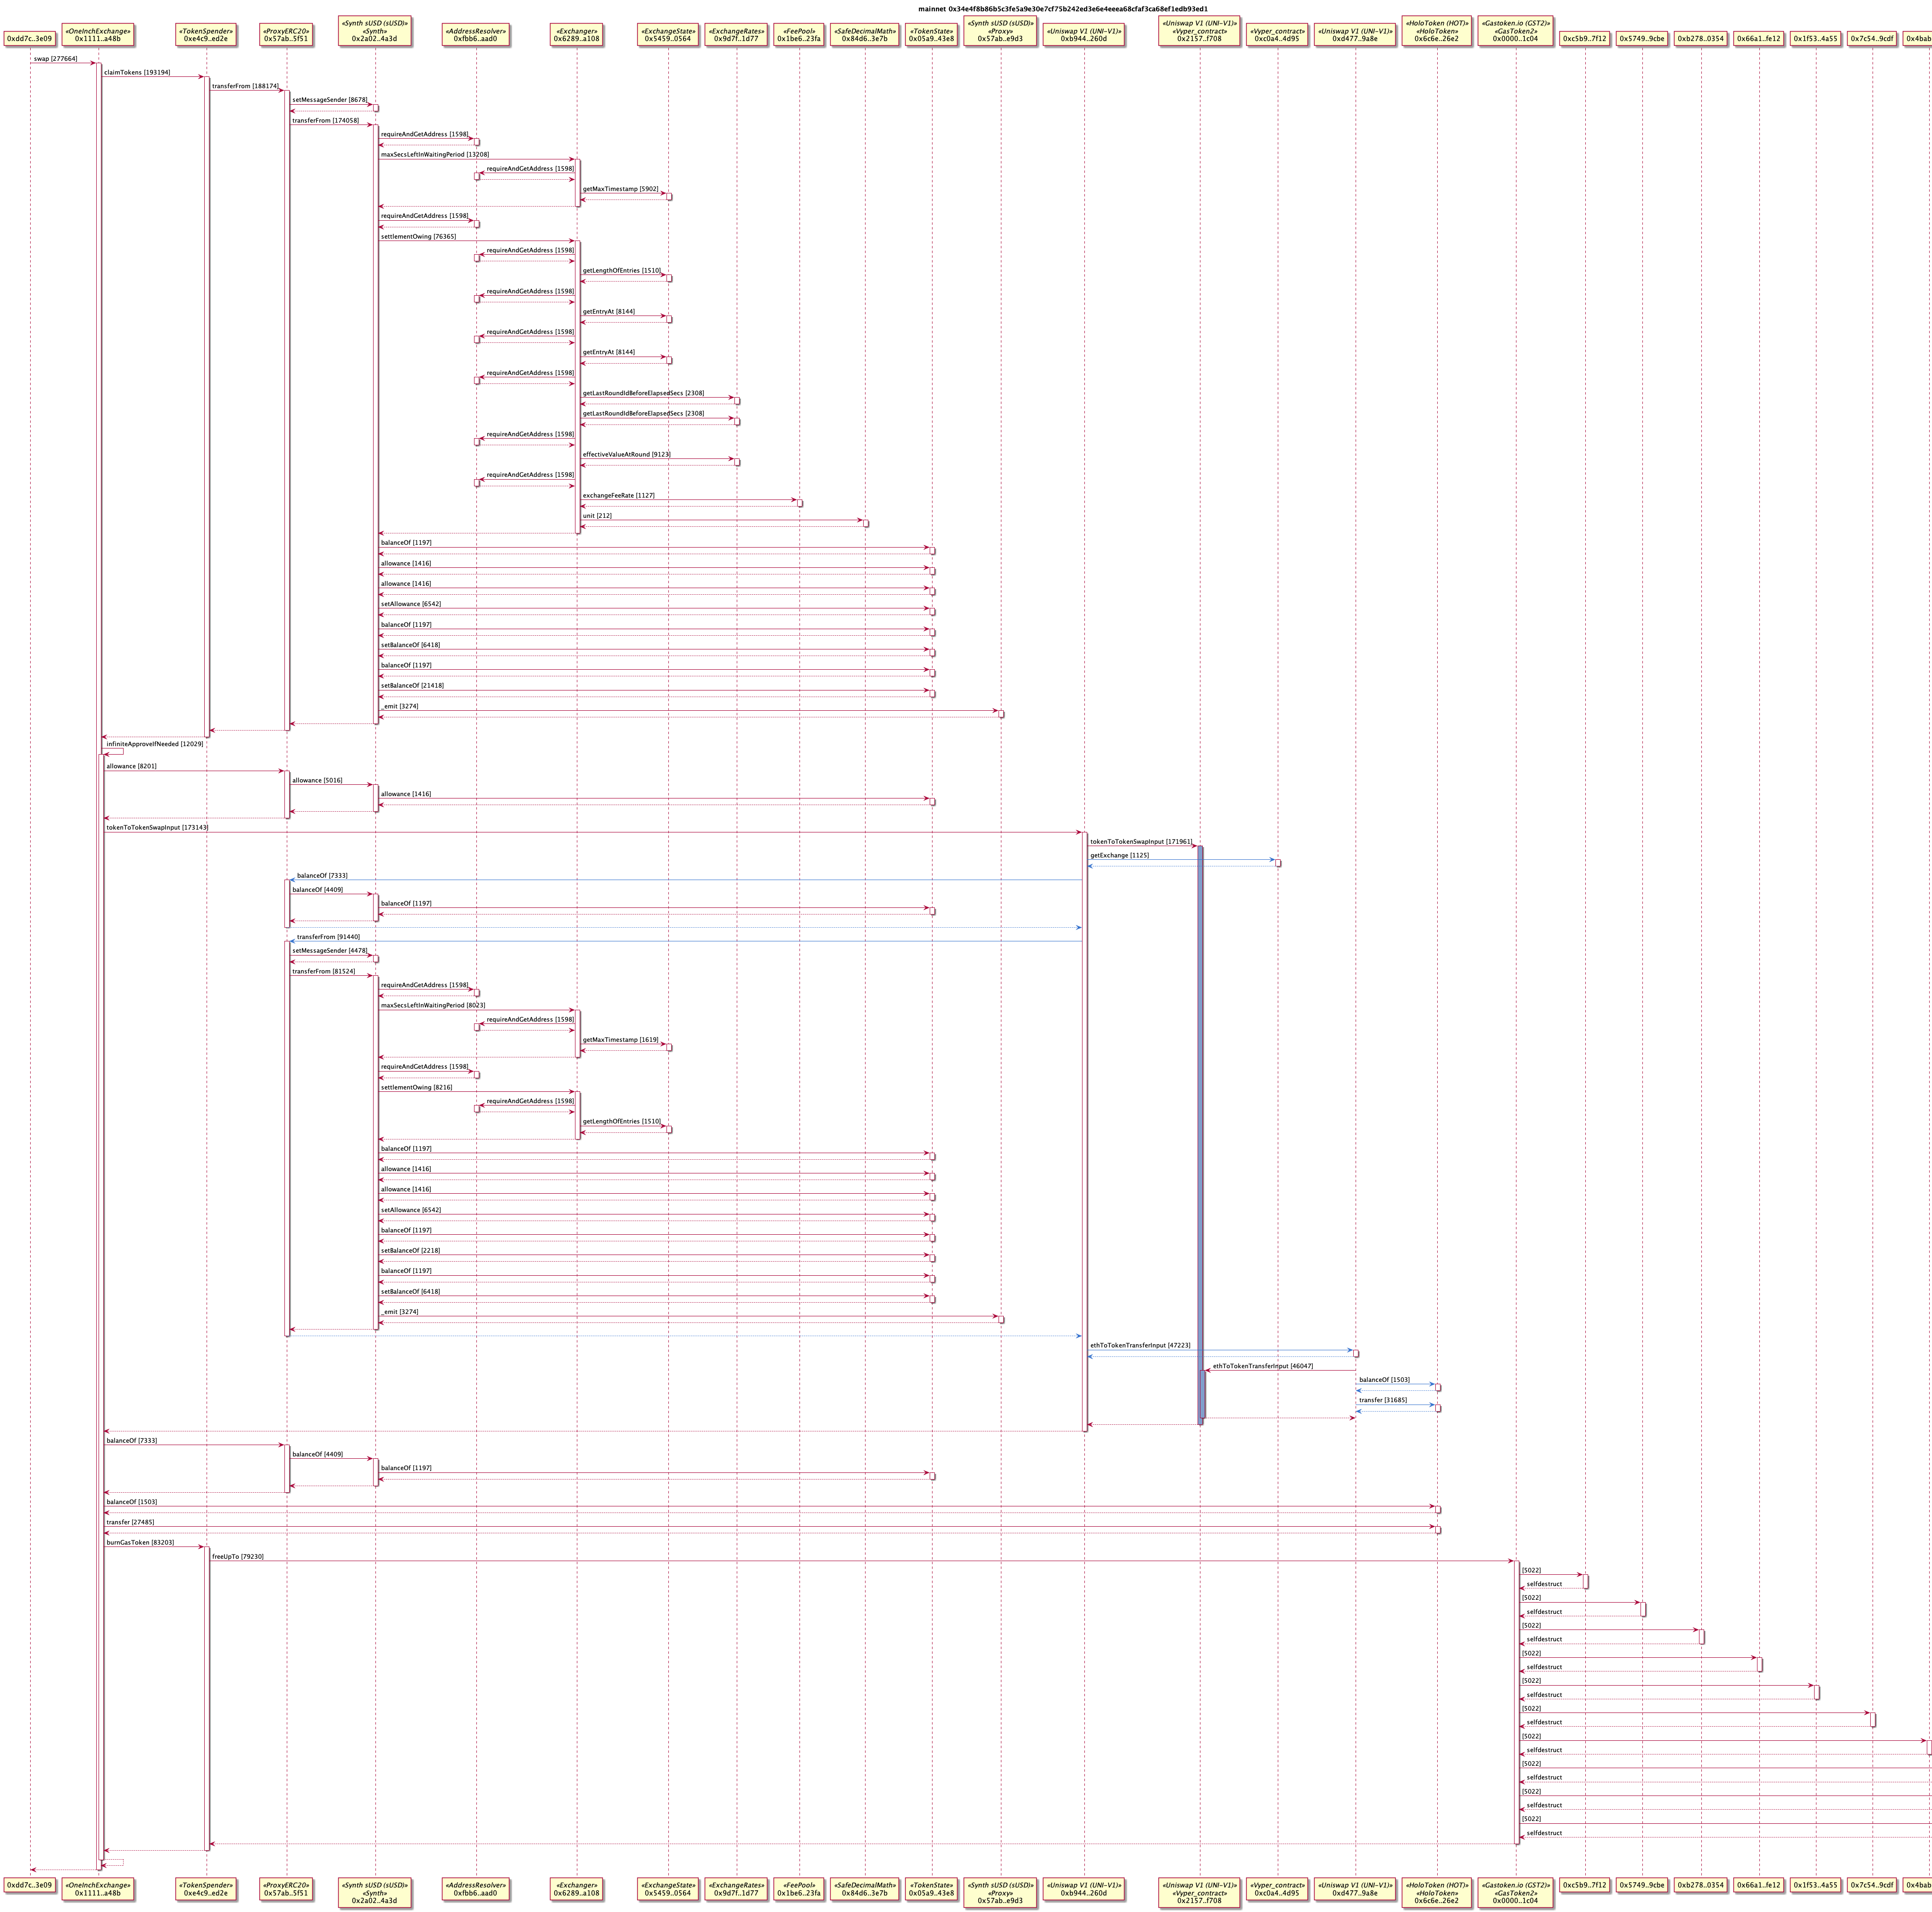 mainnet 0x34e4f8b86b5c3fe5a9e30e7cf75b242ed3e6e4eeea68cfaf3ca68ef1edb93ed1
0xdd7c..3e09
«OneInchExchange»
0x1111..a48b
«TokenSpender»
0xe4c9..ed2e
«ProxyERC20»
0x57ab..5f51
«Synth sUSD (sUSD)»
«Synth»
0x2a02..4a3d
«AddressResolver»
0xfbb6..aad0
«Exchanger»
0x6289..a108
«ExchangeState»
0x5459..0564
«ExchangeRates»
0x9d7f..1d77
«FeePool»
0x1be6..23fa
«SafeDecimalMath»
0x84d6..3e7b
«TokenState»
0x05a9..43e8
«Synth sUSD (sUSD)»
«Proxy»
0x57ab..e9d3
«Uniswap V1 (UNI-V1)»
0xb944..260d
«Uniswap V1 (UNI-V1)»
«Vyper_contract»
0x2157..f708
«Vyper_contract»
0xc0a4..4d95
«Uniswap V1 (UNI-V1)»
0xd477..9a8e
«HoloToken (HOT)»
«HoloToken»
0x6c6e..26e2
«Gastoken.io (GST2)»
«GasToken2»
0x0000..1c04
0xc5b9..7f12
0x5749..9cbe
0xb278..0354
0x66a1..fe12
0x1f53..4a55
0x7c54..9cdf
0x4bab
swap [277664]
claimTokens [193194]
transferFrom [188174]
setMessageSender [8678]
transferFrom [174058]
requireAndGetAddress [1598]
maxSecsLeftInWaitingPeriod [13208]
requireAndGetAddress [1598]
getMaxTimestamp [5902]
requireAndGetAddress [1598]
settlementOwing [76365]
requireAndGetAddress [1598]
getLengthOfEntries [1510]
requireAndGetAddress [1598]
getEntryAt [8144]
requireAndGetAddress [1598]
getEntryAt [8144]
requireAndGetAddress [1598]
getLastRoundIdBeforeElapsedSecs [2308]
getLastRoundIdBeforeElapsedSecs [2308]
requireAndGetAddress [1598]
effectiveValueAtRound [9123]
requireAndGetAddress [1598]
exchangeFeeRate [1127]
unit [212]
balanceOf [1197]
allowance [1416]
allowance [1416]
setAllowance [6542]
balanceOf [1197]
setBalanceOf [6418]
balanceOf [1197]
setBalanceOf [21418]
_emit [3274]
infiniteApproveIfNeeded [12029]
allowance [8201]
allowance [5016]
allowance [1416]
tokenToTokenSwapInput [173143]
tokenToTokenSwapInput [171961]
getExchange [1125]
balanceOf [7333]
balanceOf [4409]
balanceOf [1197]
transferFrom [91440]
setMessageSender [4478]
transferFrom [81524]
requireAndGetAddress [1598]
maxSecsLeftInWaitingPeriod [8023]
requireAndGetAddress [1598]
getMaxTimestamp [1619]
requireAndGetAddress [1598]
settlementOwing [8216]
requireAndGetAddress [1598]
getLengthOfEntries [1510]
balanceOf [1197]
allowance [1416]
allowance [1416]
setAllowance [6542]
balanceOf [1197]
setBalanceOf [2218]
balanceOf [1197]
setBalanceOf [6418]
_emit [3274]
ethToTokenTransferInput [47223]
ethToTokenTransferInput [46047]
balanceOf [1503]
transfer [31685]
balanceOf [7333]
balanceOf [4409]
balanceOf [1197]
balanceOf [1503]
transfer [27485]
burnGasToken [83203]
freeUpTo [79230]
[5022]
selfdestruct
[5022]
selfdestruct
[5022]
selfdestruct
[5022]
selfdestruct
[5022]
selfdestruct
[5022]
selfdestruct
[5022]
selfdestruct
[5022]
selfdestruct
[5022]
selfdestruct
[5022]
selfdestruct
0xdd7c..3e09
«OneInchExchange»
0x1111..a48b
«TokenSpender»
0xe4c9..ed2e
«ProxyERC20»
0x57ab..5f51
«Synth sUSD (sUSD)»
«Synth»
0x2a02..4a3d
«AddressResolver»
0xfbb6..aad0
«Exchanger»
0x6289..a108
«ExchangeState»
0x5459..0564
«ExchangeRates»
0x9d7f..1d77
«FeePool»
0x1be6..23fa
«SafeDecimalMath»
0x84d6..3e7b
«TokenState»
0x05a9..43e8
«Synth sUSD (sUSD)»
«Proxy»
0x57ab..e9d3
«Uniswap V1 (UNI-V1)»
0xb944..260d
«Uniswap V1 (UNI-V1)»
«Vyper_contract»
0x2157..f708
«Vyper_contract»
0xc0a4..4d95
«Uniswap V1 (UNI-V1)»
0xd477..9a8e
«HoloToken (HOT)»
«HoloToken»
0x6c6e..26e2
«Gastoken.io (GST2)»
«GasToken2»
0x0000..1c04
0xc5b9..7f12
0x5749..9cbe
0xb278..0354
0x66a1..fe12
0x1f53..4a55
0x7c54..9cdf
0x4bab